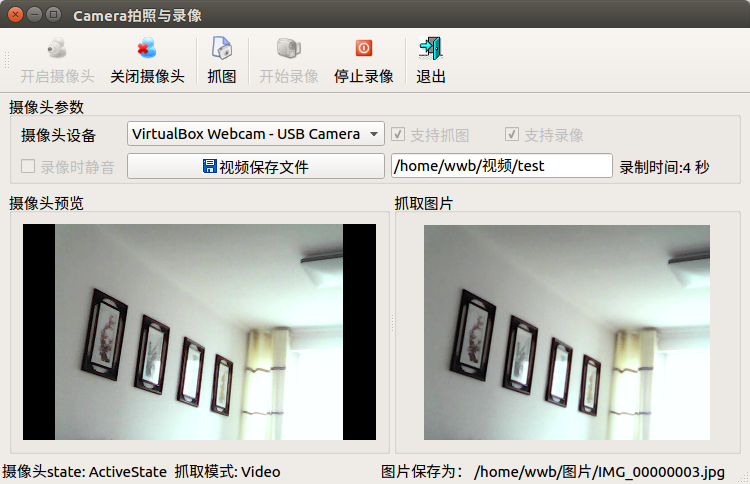 Camera拍照与录像
开启摄像头 关闭摄像头 抓图 开始录像 停止录像 退出
摄像头参数
摄像头设备 VirtualBox Webcam - USB Camera 支持抓图 支持录像
录像时静音 视频保存文件 /home/wwb/视频/test 录制时间:4 秒
摄像头预览 抓取图片
摄像头state: ActiveState 抓取模式: Video 图片保存为： /home/wwb/图片/IMG_00000003.jpg